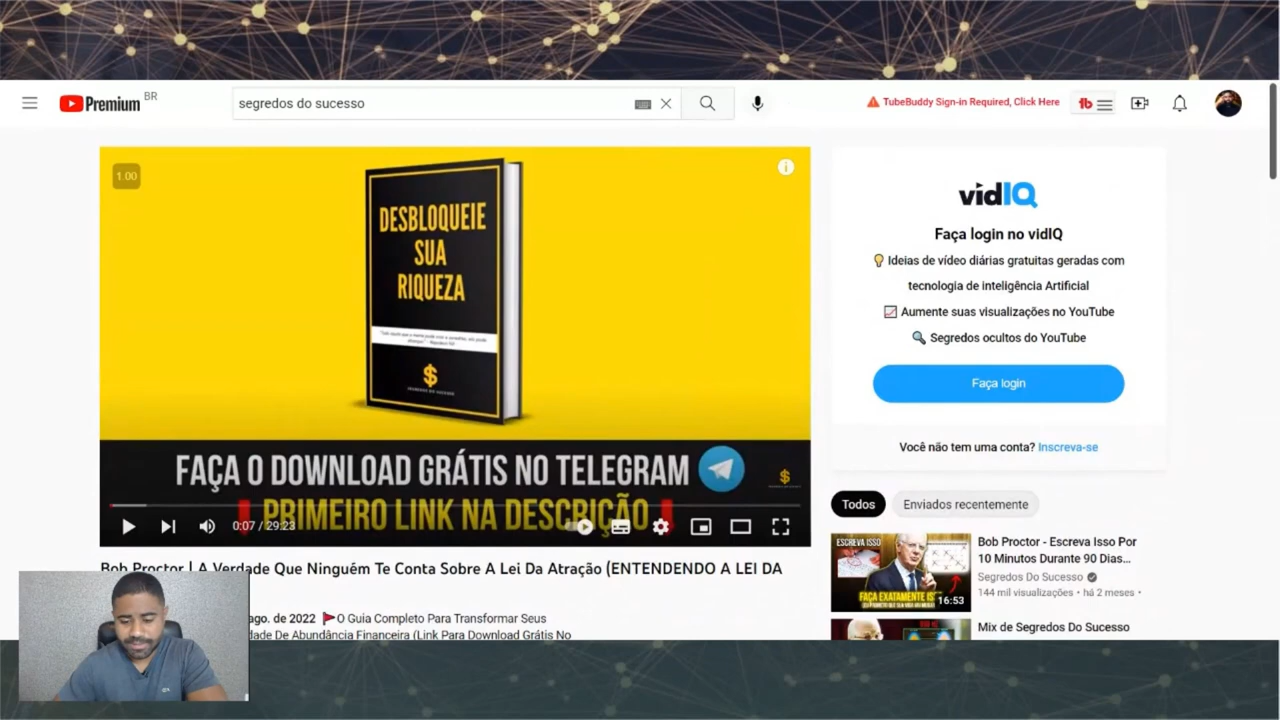 Premium BR
segredos do sucesso
TubeBuddy Sign-in Required, Click Here
1.00
DESBLOQUEIE
SUA
RIQUEZA
FAÇA O DOWNLOAD GRÁTIS NO TELEGRAM
PRIMEIRO LINK NA DESCRIÇÃO
0:07 / 29:23
Bob Proctor | A Verdade Que Ninguém Te Conta Sobre A Lei Da Atração (ENTENDENDO A LEI DA
ago. de 2022 🚩O Guia Completo Para Transformar Seus
dade De Abundância Financeira (Link Para Download Grátis No
vidIQ
Faça login no vidIQ
💡 Ideias de vídeo diárias gratuitas geradas com
tecnologia de inteligência Artificial
📈 Aumente suas visualizações no YouTube
🔍 Segredos ocultos do YouTube
Faça login
Você não tem uma conta? Inscreva-se
Todos
Enviados recentemente
ESCREVA ISSO
FAÇA EXATAMENTE
16:53
Bob Proctor - Escreva Isso Por
10 Minutos Durante 90 Dias...
Segredos Do Sucesso
144 mil visualizações • há 2 meses •
Mix de Segredos Do Sucesso